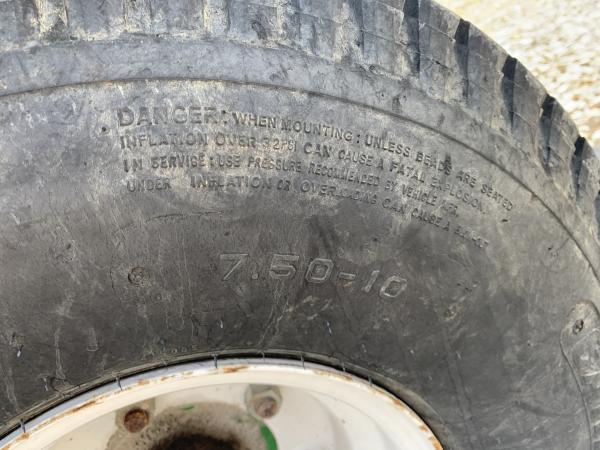 DANGER: WHEN MOUNTING: UNLESS BEADS ARE SEATED
INFLATION OVER 32PSI CAN CAUSE A FATAL EXPLOSION.
IN SERVICE: USE PRESSURE RECOMMENDED BY VEHICLE MFR.
UNDER INFLATION OR OVERLOADING CAN CAUSE A
7.50-10